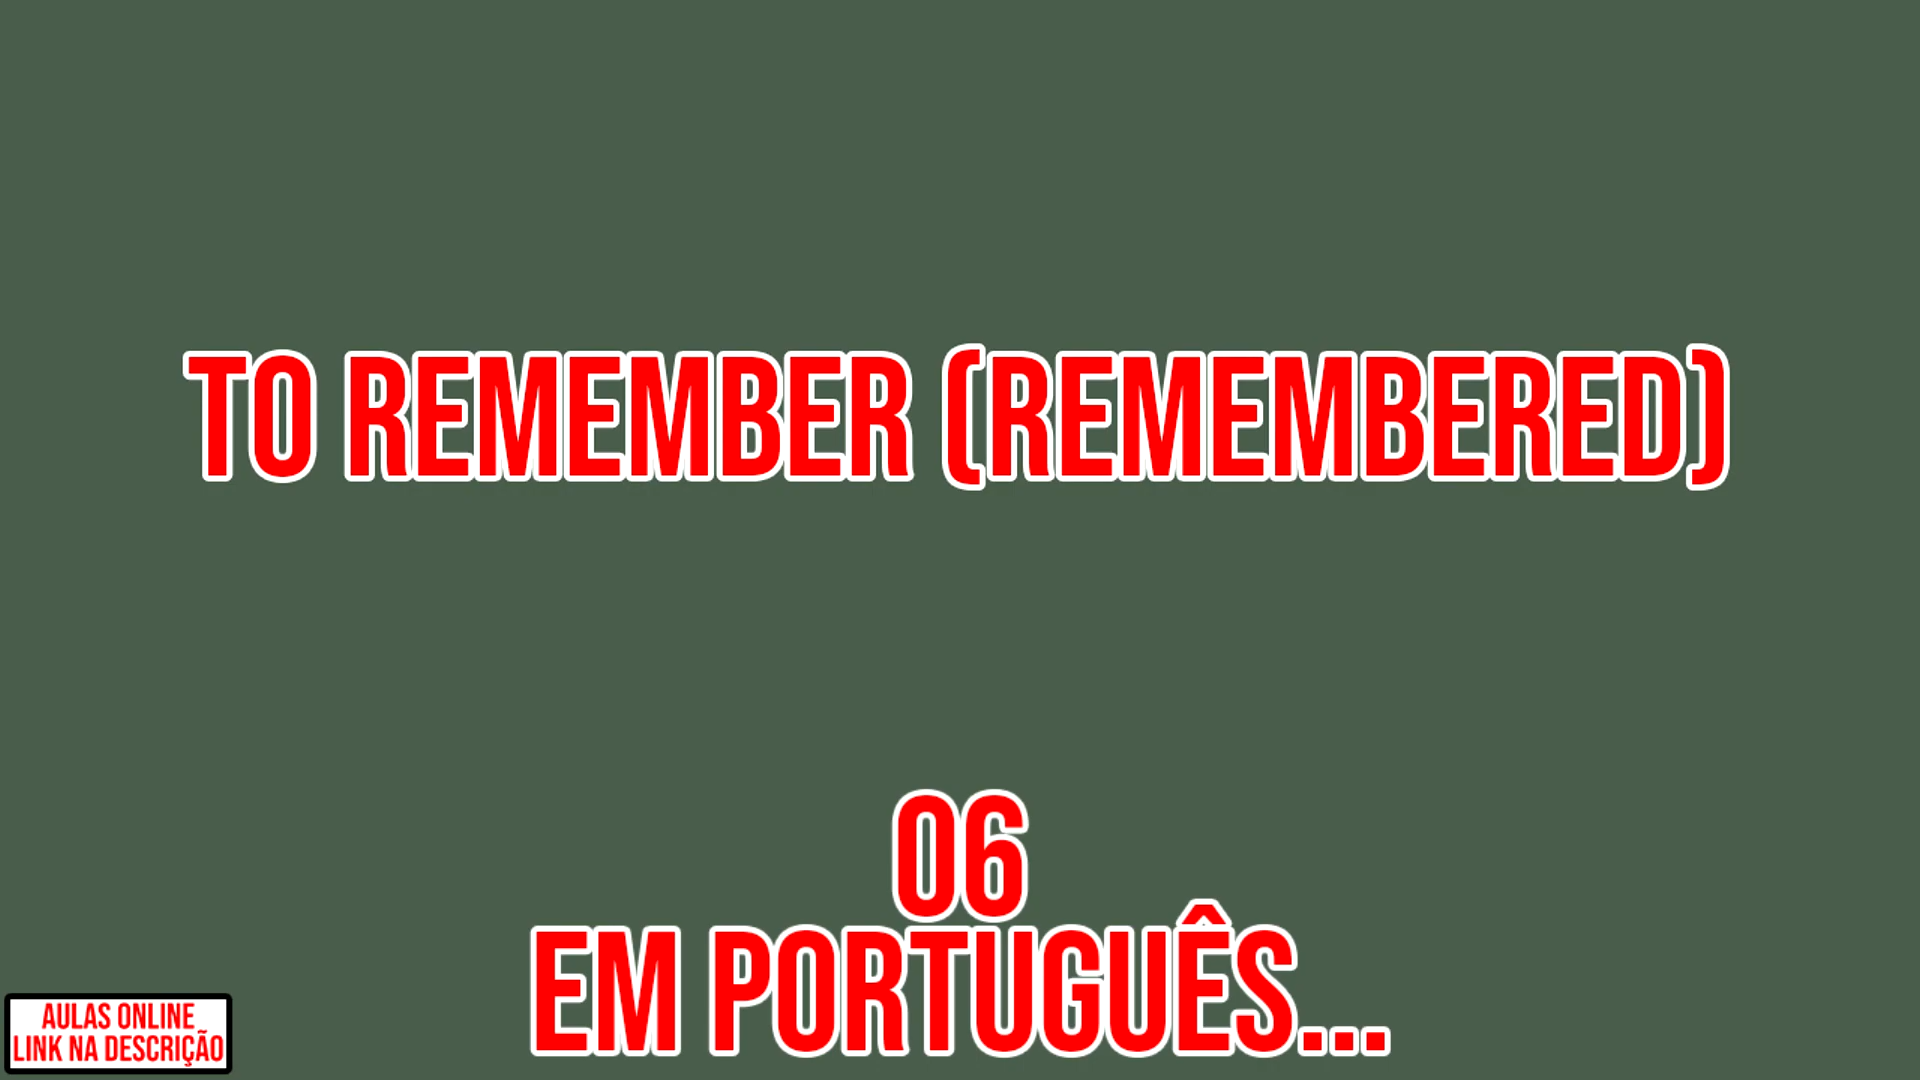 TO REMEMBER (REMEMBERED)
06
EM PORTUGUÊS...
AULAS ONLINE
LINK NA DESCRIÇÃO